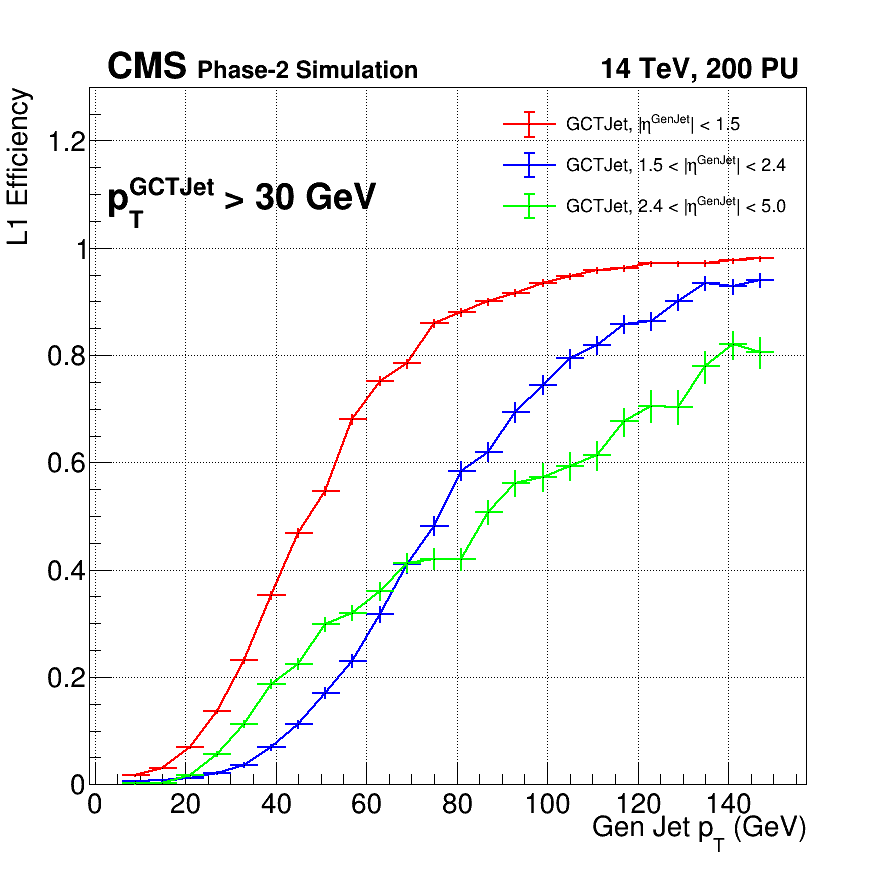 CMS Phase-2 Simulation 14 TeV, 200 PU
L1 Efficiency
p_T^GCTJet > 30 GeV
GCTJet, |η^GenJet| < 1.5
GCTJet, 1.5 < |η^GenJet| < 2.4
GCTJet, 2.4 < |η^GenJet| < 5.0
1.2
1
0.8
0.6
0.4
0.2
0
0 20 40 60 80 100 120 140
Gen Jet p_T (GeV)